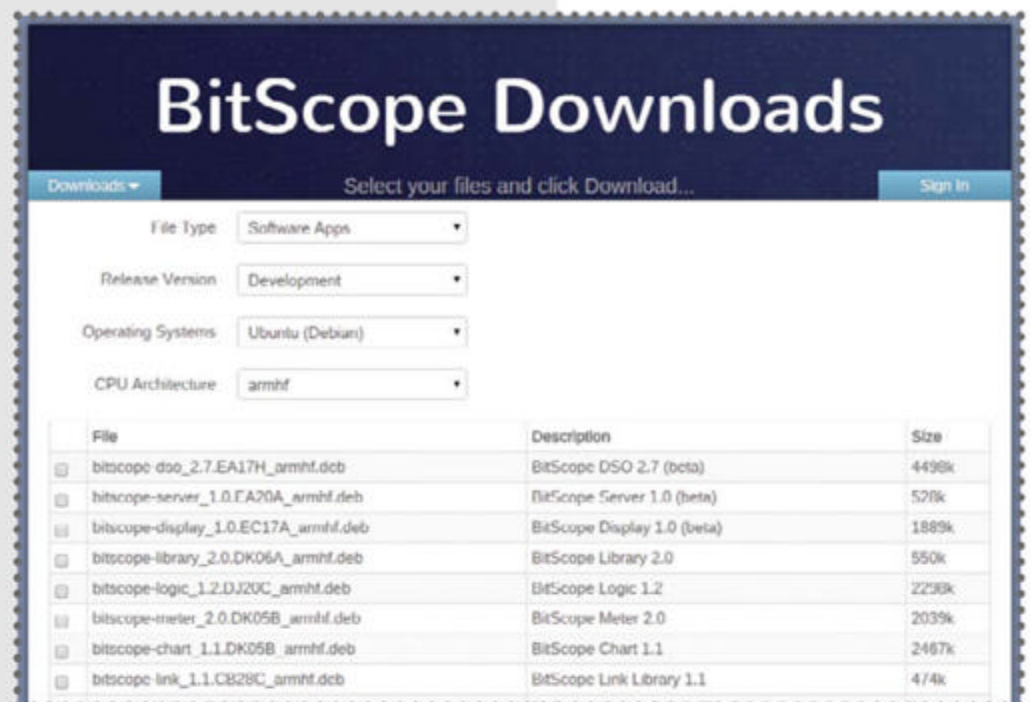 BitScope Downloads
Downloads
Select your files and click Download...
Sign In
File Type Software Apps
Release Version Development
Operating Systems Ubuntu (Debian)
CPU Architecture armhf
File Description Size
bitscope-dso_2.7.EA17H_armhf.deb BitScope DSO 2.7 (beta) 4498k
bitscope-server_1.0.EA20A_armhf.deb BitScope Server 1.0 (beta) 528k
bitscope-display_1.0.EC17A_armhf.deb BitScope Display 1.0 (beta) 1889k
bitscope-library_2.0.DK06A_armhf.deb BitScope Library 2.0 550k
bitscope-logic_1.2.DJ20C_armhf.deb BitScope Logic 1.2 2298k
bitscope-meter_2.0.DK05B_armhf.deb BitScope Meter 2.0 2039k
bitscope-chart_1.1.DK05B_armhf.deb BitScope Chart 1.1 2467k
bitscope-link_1.1.CB28C_armhf.deb BitScope Link Library 1.1 474k